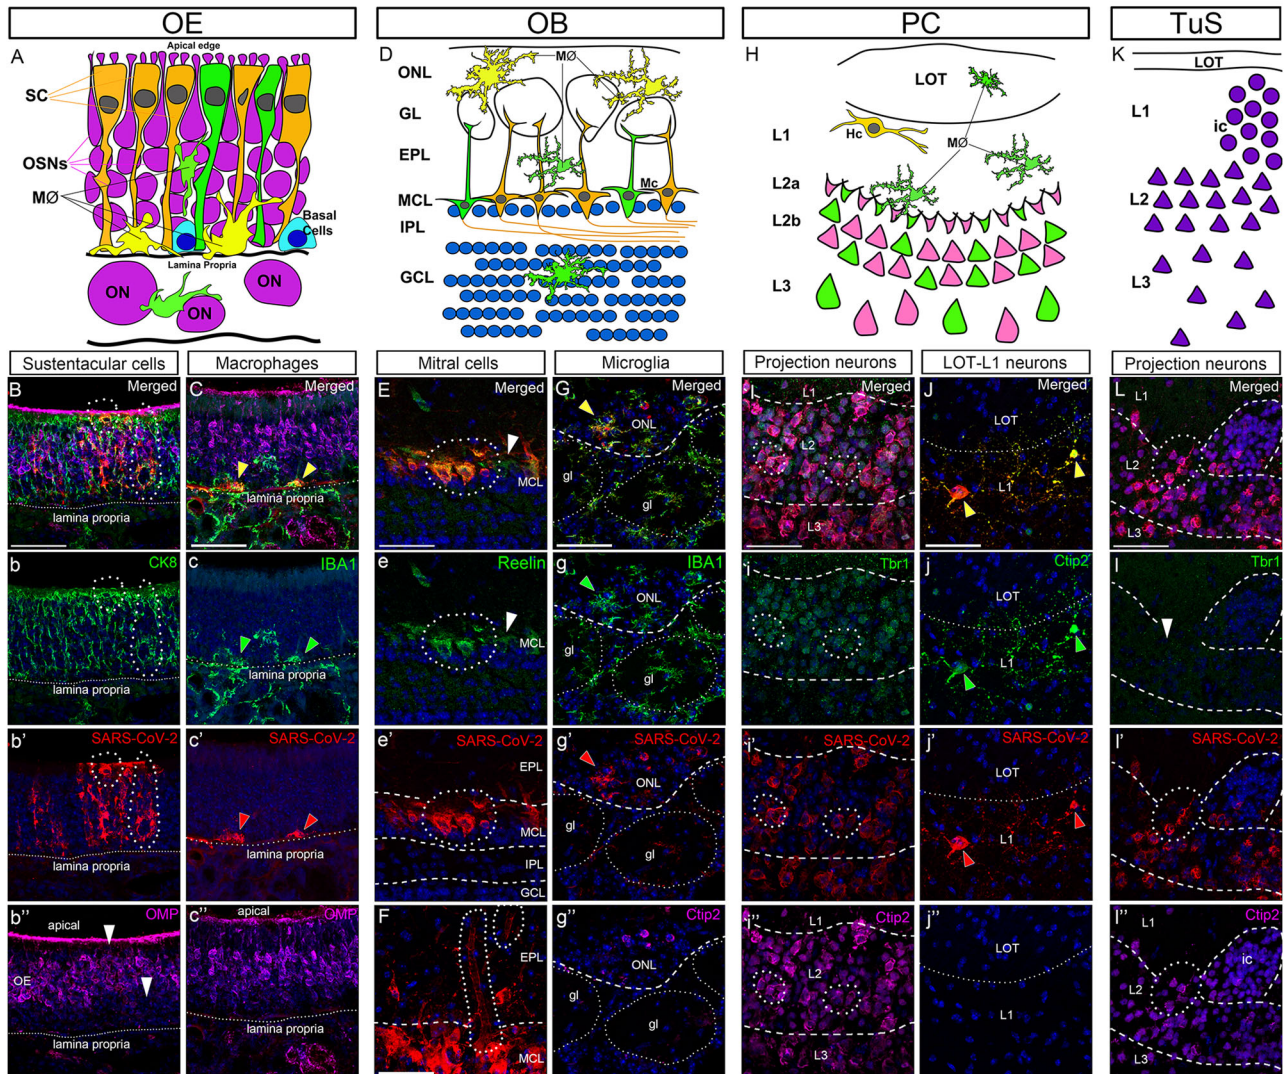 OE
OB
PC
TuS
A
Apical edge
SC
OSNs
MØ
Basal
Cells
Lamina Propria
ON
ON
ON
D
MØ
ONL
GL
EPL
Mc
MCL
IPL
GCL
H
LOT
Hc
L1
MØ
L2a
L2b
L3
K
LOT
L1
ic
L2
L3
Sustentacular cells
Macrophages
Mitral cells
Microglia
Projection neurons
LOT-L1 neurons
Projection neurons
B
Merged
lamina propria
C
Merged
lamina propria
E
Merged
MCL
G
Merged
ONL
gl
gl
I
Merged
L1
L2
L3
J
Merged
LOT
L1
L
Merged
L1
L2
L3
b
CK8
lamina propria
c
IBA1
lamina propria
e
Reelin
MCL
g
IBA1
ONL
gl
gl
i
Tbr1
j
Ctip2
LOT
L1
l
Tbr1
b'
SARS-CoV-2
lamina propria
c'
SARS-CoV-2
lamina propria
e'
SARS-CoV-2
EPL
MCL
IPL
GCL
g'
SARS-CoV-2
ONL
gl
gl
i'
SARS-CoV-2
j'
SARS-CoV-2
LOT
L1
l'
SARS-CoV-2
b''
OMP
apical
OE
lamina propria
c''
apical
OMP
lamina propria
F
EPL
MCL
g''
Ctip2
ONL
gl
gl
i''
L1
Ctip2
L2
L3
j''
LOT
L1
l''
Ctip2
L1
ic
L2
L3